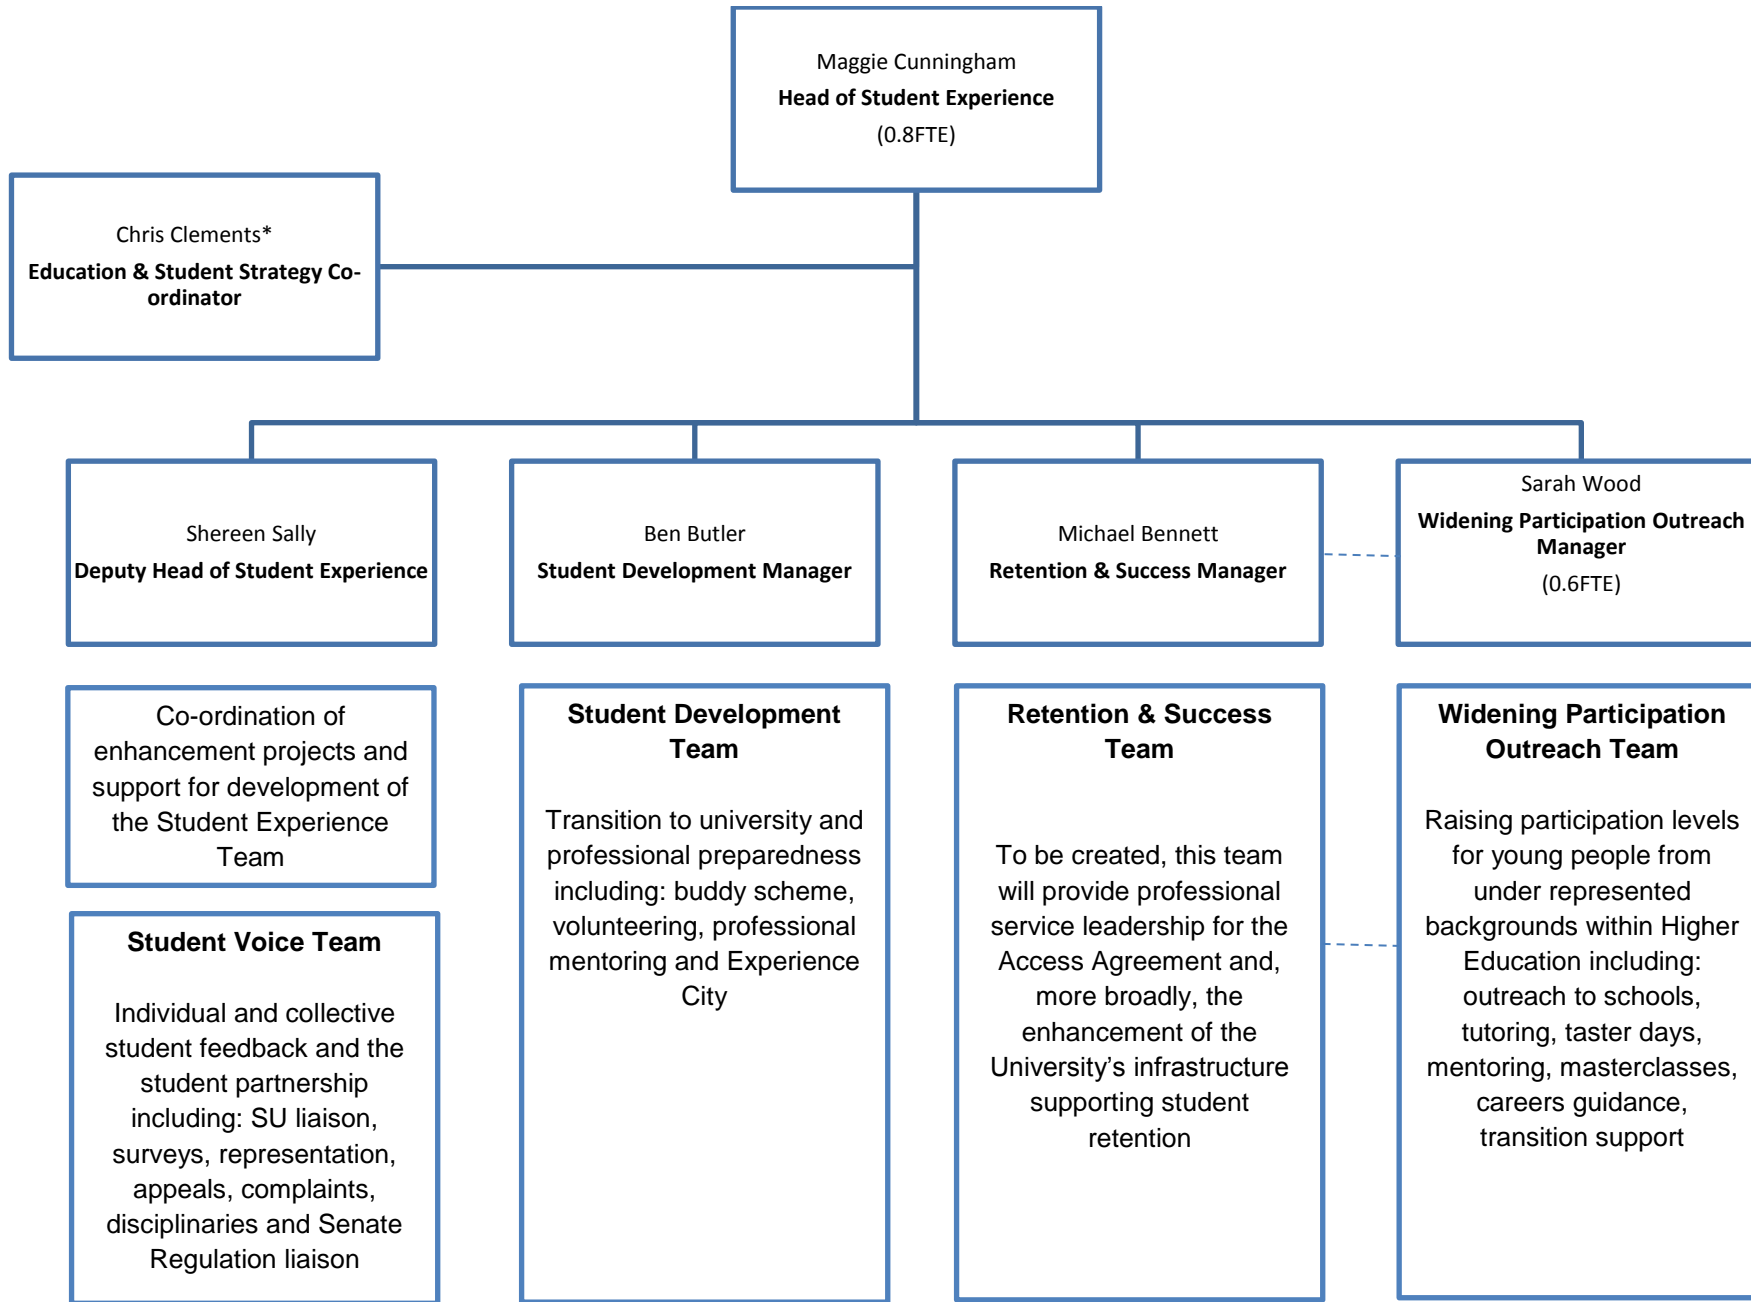 Maggie Cunningham
Head of Student Experience
(0.8FTE)
Chris Clements*
Education & Student Strategy Co-
ordinator
Shereen Sally
Deputy Head of Student Experience
Ben Butler
Student Development Manager
Michael Bennett
Retention & Success Manager
Sarah Wood
Widening Participation Outreach
Manager
(0.6FTE)
Co-ordination of
enhancement projects and
support for development of
the Student Experience
Team
Student Voice Team
Individual and collective
student feedback and the
student partnership
including: SU liaison,
surveys, representation,
appeals, complaints,
disciplinaries and Senate
Regulation liaison
Student Development
Team
Transition to university and
professional preparedness
including: buddy scheme,
volunteering, professional
mentoring and Experience
City
Retention & Success
Team
To be created, this team
will provide professional
service leadership for the
Access Agreement and,
more broadly, the
enhancement of the
University’s infrastructure
supporting student
retention
Widening Participation
Outreach Team
Raising participation levels
for young people from
under represented
backgrounds within Higher
Education including:
outreach to schools,
tutoring, taster days,
mentoring, masterclasses,
careers guidance,
transition support